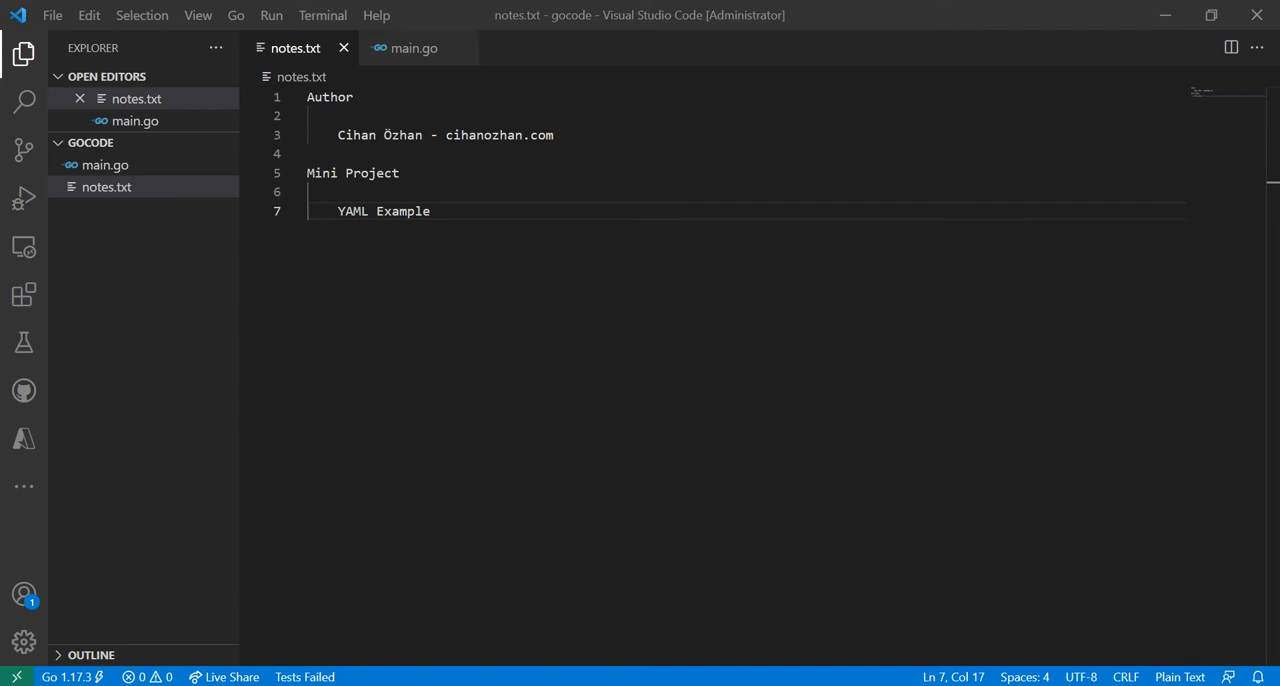 File Edit Selection View Go Run Terminal Help
notes.txt - gocode - Visual Studio Code [Administrator]
EXPLORER
notes.txt
main.go
OPEN EDITORS
notes.txt
main.go
GOCODE
main.go
notes.txt
OUTLINE
notes.txt
1 Author
2
3 Cihan Özhan - cihanozhan.com
4
5 Mini Project
6
7 YAML Example
1
Go 1.17.3 0 0 Live Share Tests Failed Ln 7, Col 17 Spaces: 4 UTF-8 CRLF Plain Text